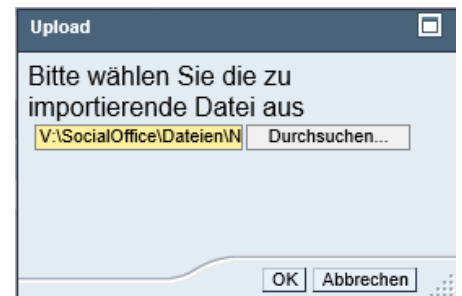 Upload
Bitte wählen Sie die zu
importierende Datei aus
V:\SocialOffice\Dateien\N Durchsuchen...
OK Abbrechen